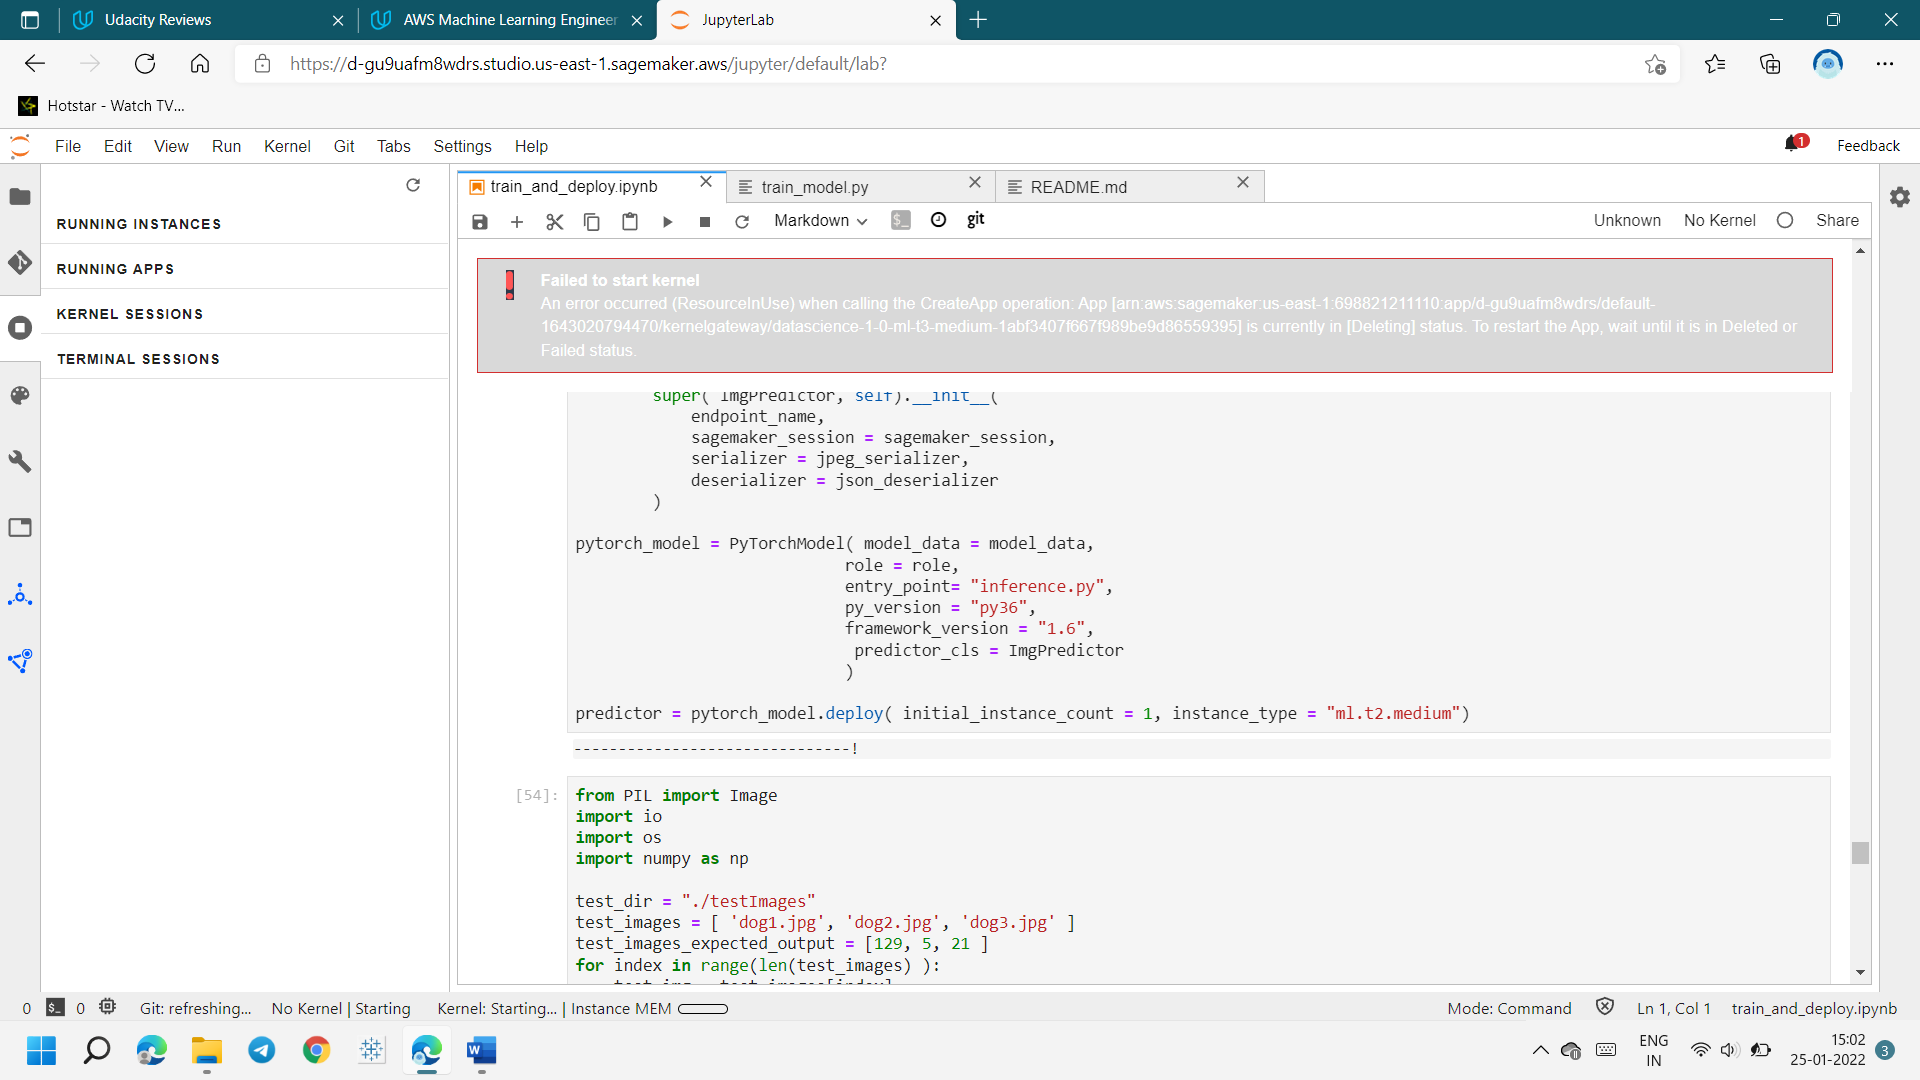 Udacity Reviews
AWS Machine Learning Engineer
JupyterLab
https://d-gu9uafm8wdrs.studio.us-east-1.sagemaker.aws/jupyter/default/lab?
Hotstar - Watch TV...
File Edit View Run Kernel Git Tabs Settings Help
1
Feedback
RUNNING INSTANCES
RUNNING APPS
KERNEL SESSIONS
TERMINAL SESSIONS
train_and_deploy.ipynb
train_model.py
README.md
Markdown
$_
git
Unknown
No Kernel
Share
Failed to start kernel
An error occurred (ResourceInUse) when calling the CreateApp operation: App [arn:aws:sagemaker:us-east-1:698821211110:app/d-gu9uafm8wdrs/default-
1643020794470/kernelgateway/datascience-1-0-ml-t3-medium-1abf3407f667f989be9d86559395] is currently in [Deleting] status. To restart the App, wait until it is in Deleted or
Failed status.
super( ImgPredictor, self).__init__(
endpoint_name,
sagemaker_session = sagemaker_session,
serializer = jpeg_serializer,
deserializer = json_deserializer
)
pytorch_model = PyTorchModel( model_data = model_data,
role = role,
entry_point= "inference.py",
py_version = "py36",
framework_version = "1.6",
predictor_cls = ImgPredictor
)
predictor = pytorch_model.deploy( initial_instance_count = 1, instance_type = "ml.t2.medium")
-------------------------------!
[54]:
from PIL import Image
import io
import os
import numpy as np
test_dir = "./testImages"
test_images = [ 'dog1.jpg', 'dog2.jpg', 'dog3.jpg' ]
test_images_expected_output = [129, 5, 21 ]
for index in range(len(test_images) ):
test_img = test_images[index]
0 $_ 0 Git: refreshing... No Kernel | Starting Kernel: Starting... | Instance MEM
Mode: Command Ln 1, Col 1 train_and_deploy.ipynb
W
ENG
IN
15:02
25-01-2022
3